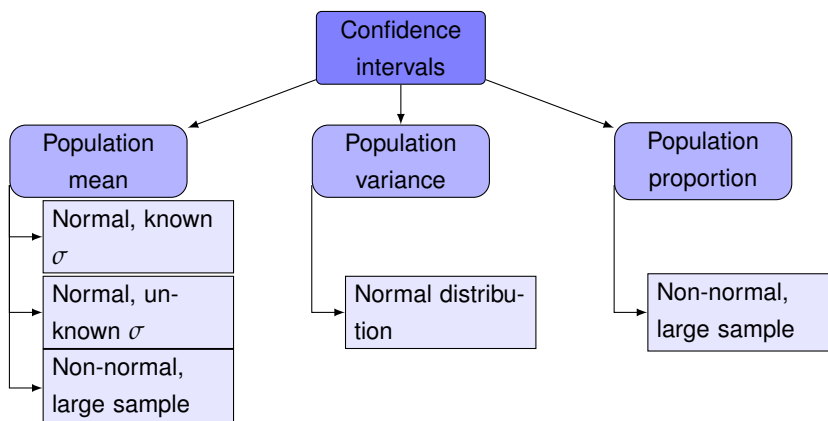 Confidence
intervals
Population
mean
Population
variance
Population
proportion
Normal, known
σ
Normal, un-
known σ
Non-normal,
large sample
Normal distribu-
tion
Non-normal,
large sample